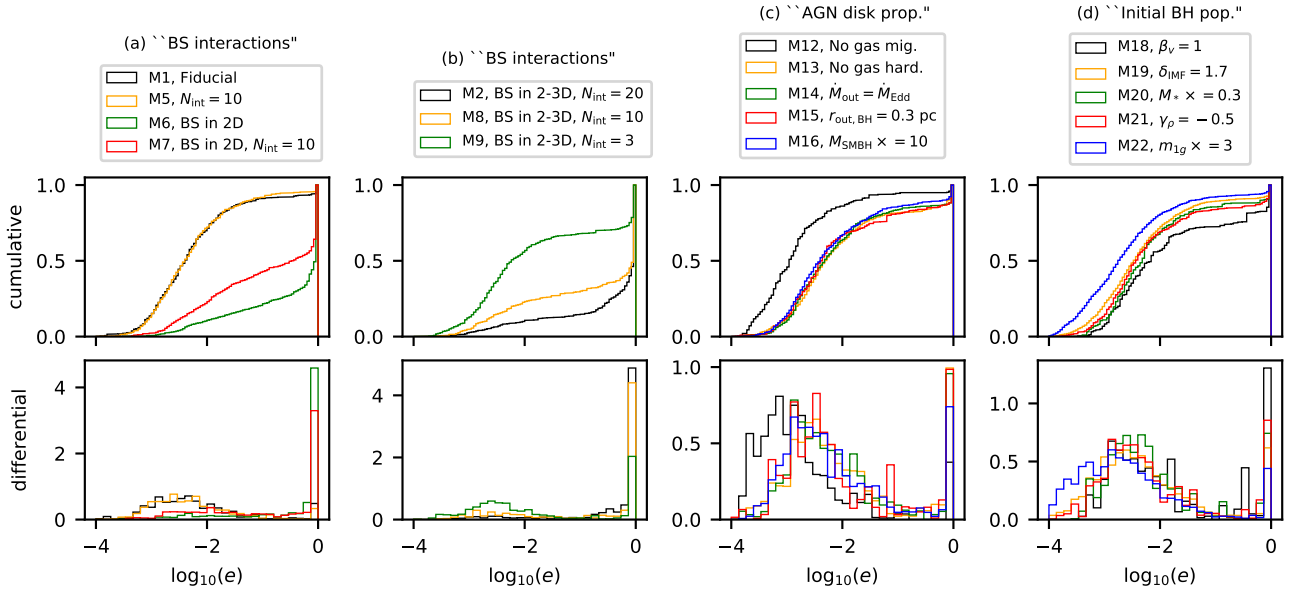 (a) ``BS interactions"
M1, Fiducial
M5, N_int = 10
M6, BS in 2D
M7, BS in 2D, N_int = 10
(b) ``BS interactions"
M2, BS in 2-3D, N_int = 20
M8, BS in 2-3D, N_int = 10
M9, BS in 2-3D, N_int = 3
(c) ``AGN disk prop."
M12, No gas mig.
M13, No gas hard.
M14, Ṁ_out = Ṁ_Edd
M15, r_out,BH = 0.3 pc
M16, M_SMBH × = 10
(d) ``Initial BH pop."
M18, β_v = 1
M19, δ_IMF = 1.7
M20, M_* × = 0.3
M21, γ_ρ = −0.5
M22, m_1g × = 3
cumulative
1.0
0.5
0.0
1.0
0.5
0.0
1.0
0.5
0.0
1.0
0.5
0.0
differential
4
2
0
4
2
0
1.0
0.5
0.0
1.0
0.5
0.0
−4
−2
0
−4
−2
0
−4
−2
0
−4
−2
0
log₁₀(e)
log₁₀(e)
log₁₀(e)
log₁₀(e)